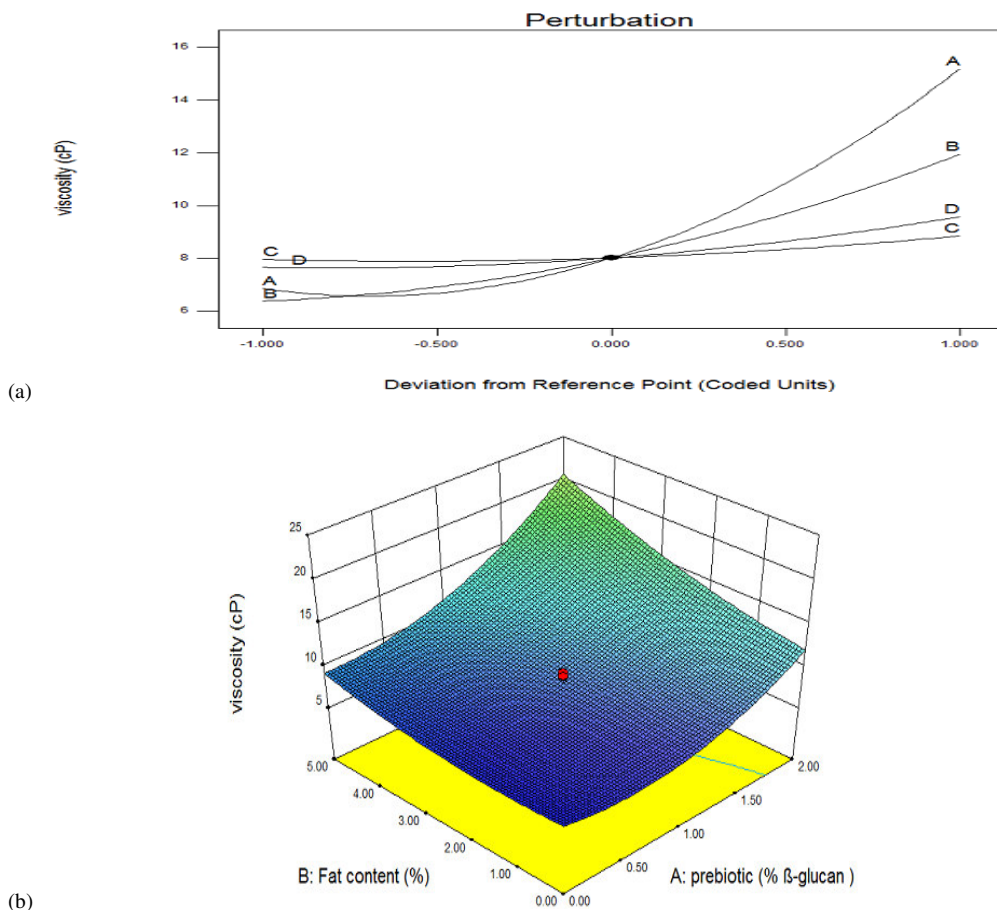 Perturbation
16
14
12
10
8
6
viscosity (cP)
A
B
D
C
C
D
A
B
-1.000 -0.500 0.000 0.500 1.000
Deviation from Reference Point (Coded Units)
(a)
25
20
15
10
5
viscosity (cP)
5.00
4.00
3.00
2.00
1.00
0.00
0.00
0.50
1.00
1.50
2.00
B: Fat content (%)
A: prebiotic (% ß-glucan )
(b)